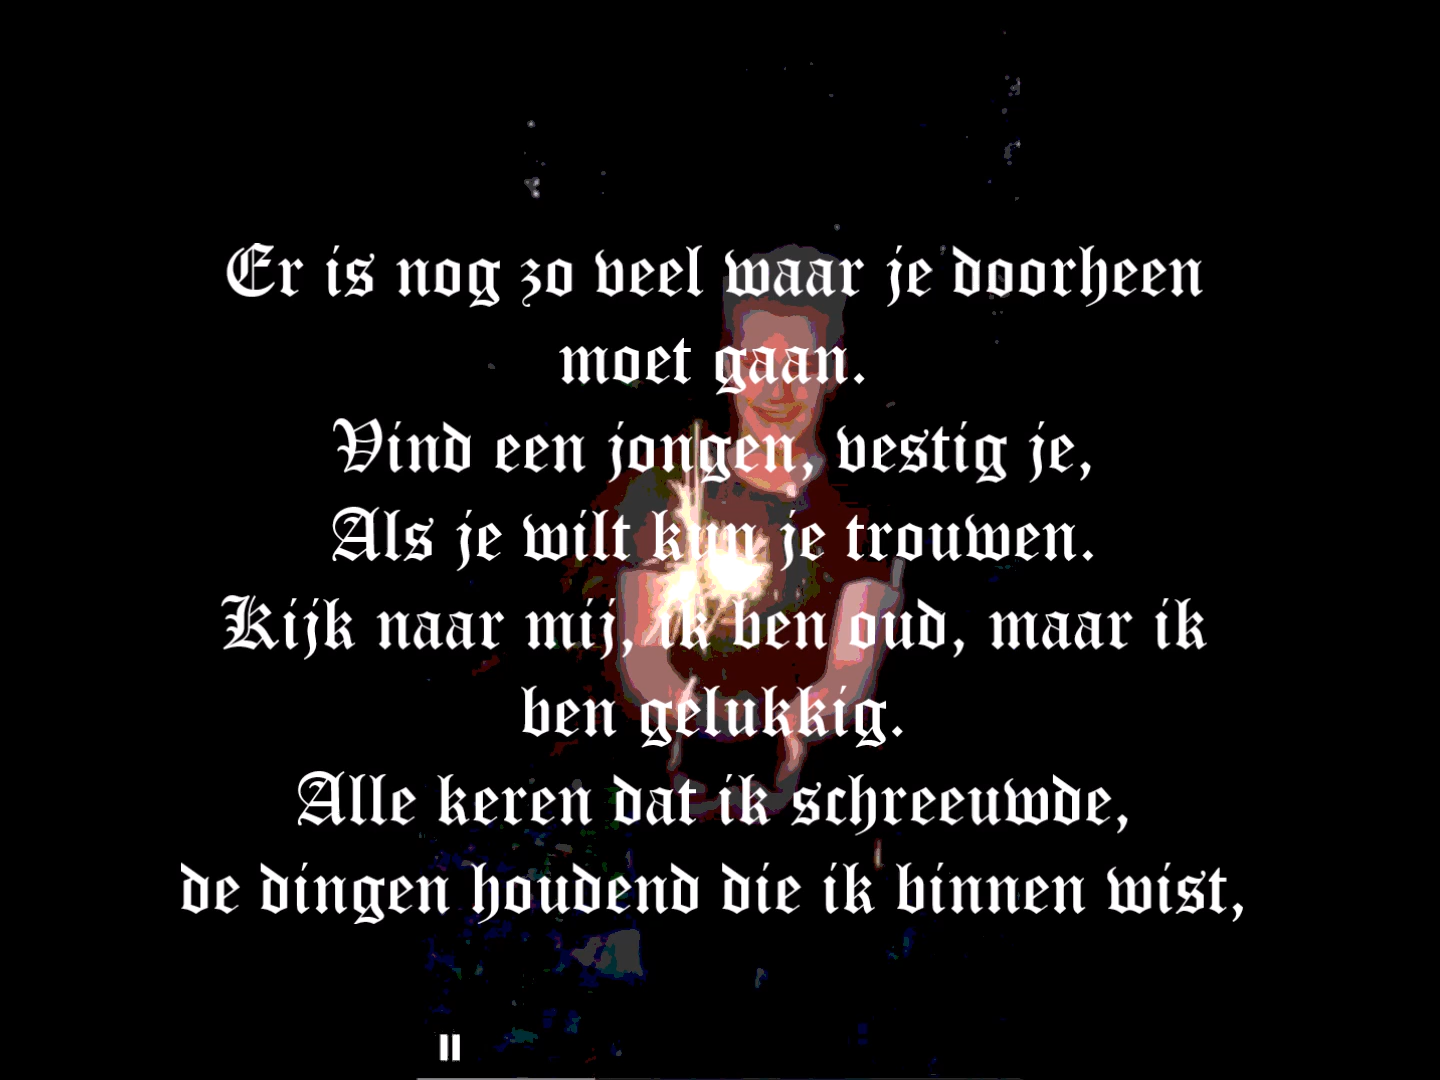 Er is nog zo veel waar je doorheen
moet gaan.
Vind een jongen, vestig je,
Als je wilt kun je trouwen.
Kijk naar mij, ik ben oud, maar ik
ben gelukkig.
Alle keren dat ik schreeuwde,
de dingen houdend die ik binnen wist,